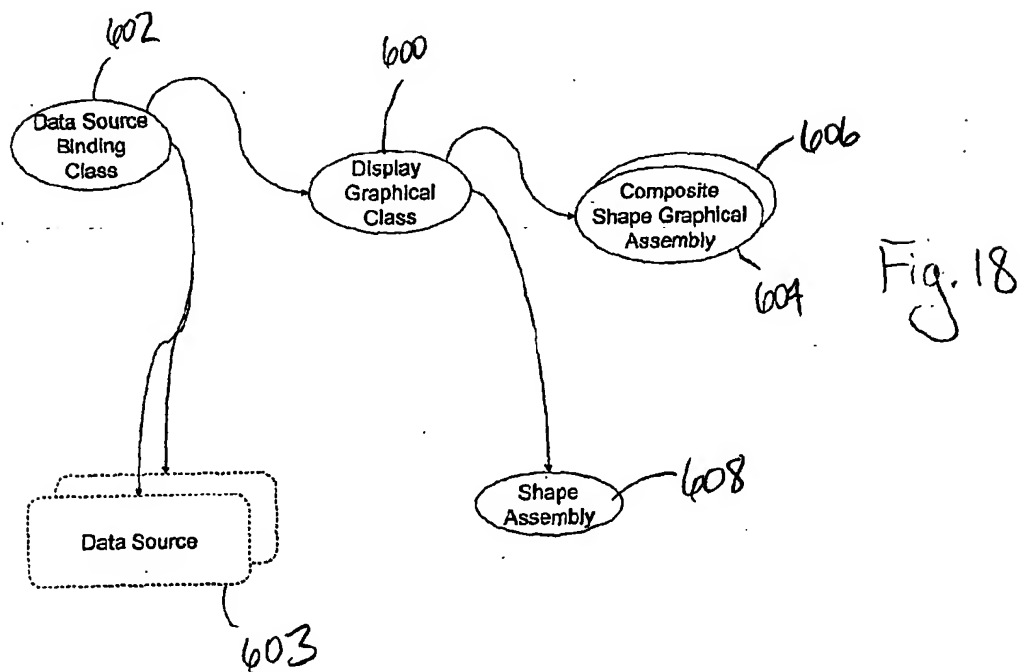 602
600
Data Source
Binding
Class
Display
Graphical
Class
606
Composite
Shape Graphical
Assembly
604
Fig. 18
Shape
Assembly
608
Data Source
603